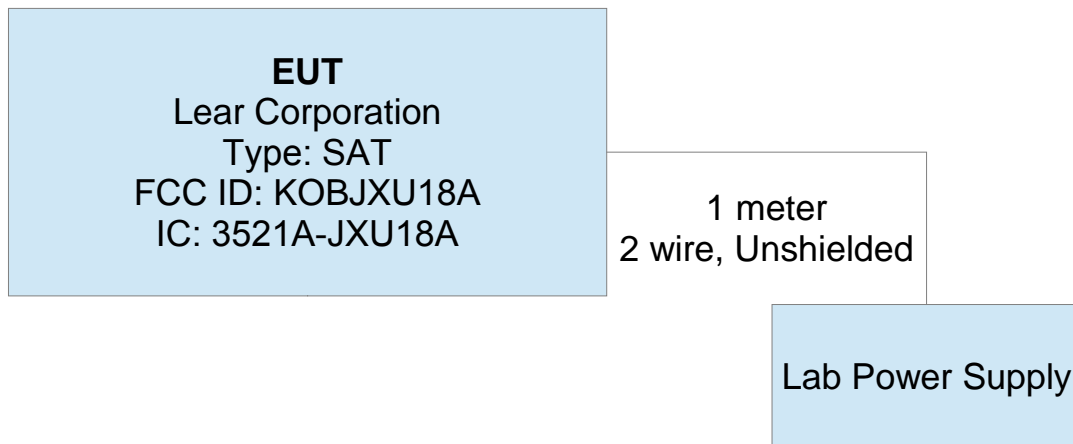 EUT
Lear Corporation
Type: SAT
FCC ID: KOBJXU18A
IC: 3521A-JXU18A
1 meter
2 wire, Unshielded
Lab Power Supply